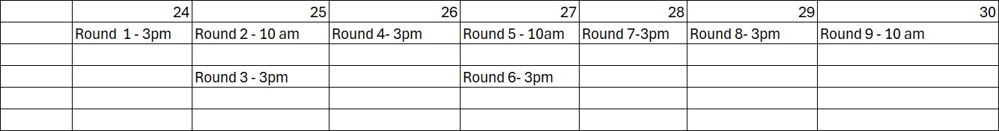 24 25 26 27 28 29 30
Round  1 - 3pm Round 2 - 10 am Round 4- 3pm Round 5 - 10am Round 7-3pm Round 8- 3pm Round 9 - 10 am
Round 3 - 3pm Round 6- 3pm